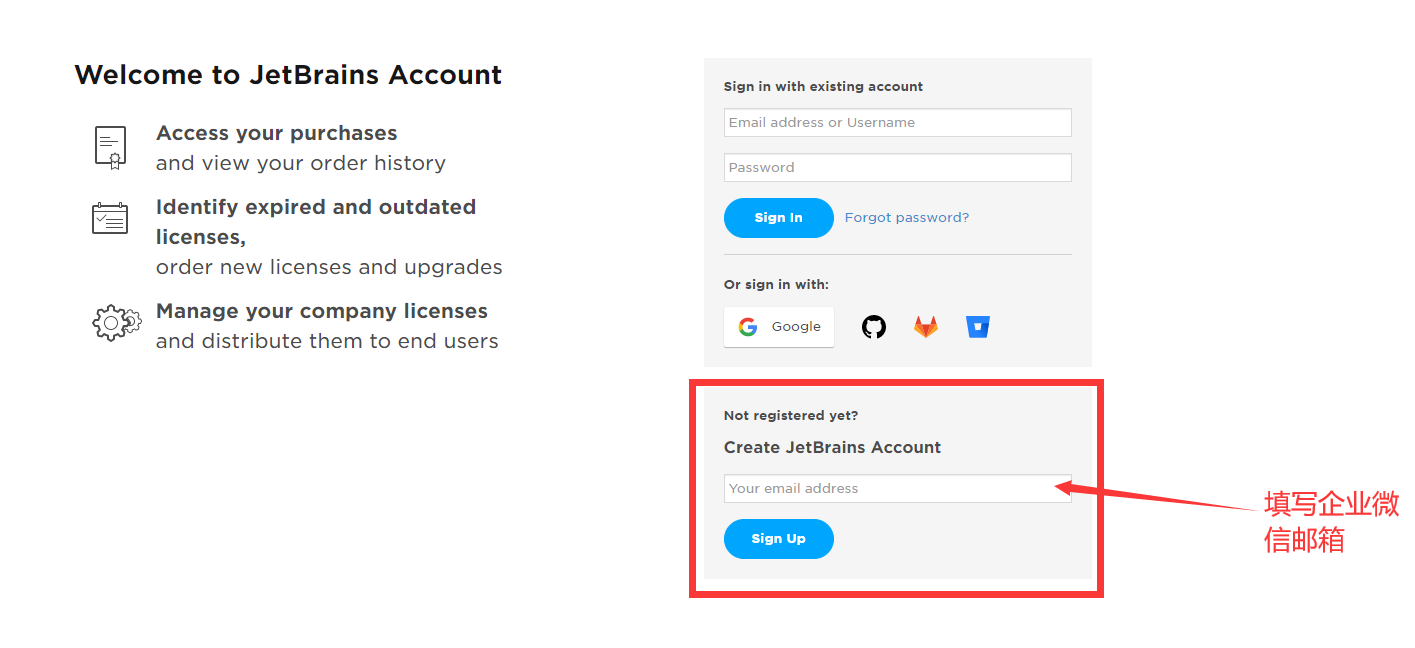 Welcome to JetBrains Account
Access your purchases
and view your order history
Identify expired and outdated
licenses,
order new licenses and upgrades
Manage your company licenses
and distribute them to end users
Sign in with existing account
Email address or Username
Password
Sign In
Forgot password?
Or sign in with:
Google
Not registered yet?
Create JetBrains Account
Your email address
Sign Up
填写企业微
信邮箱